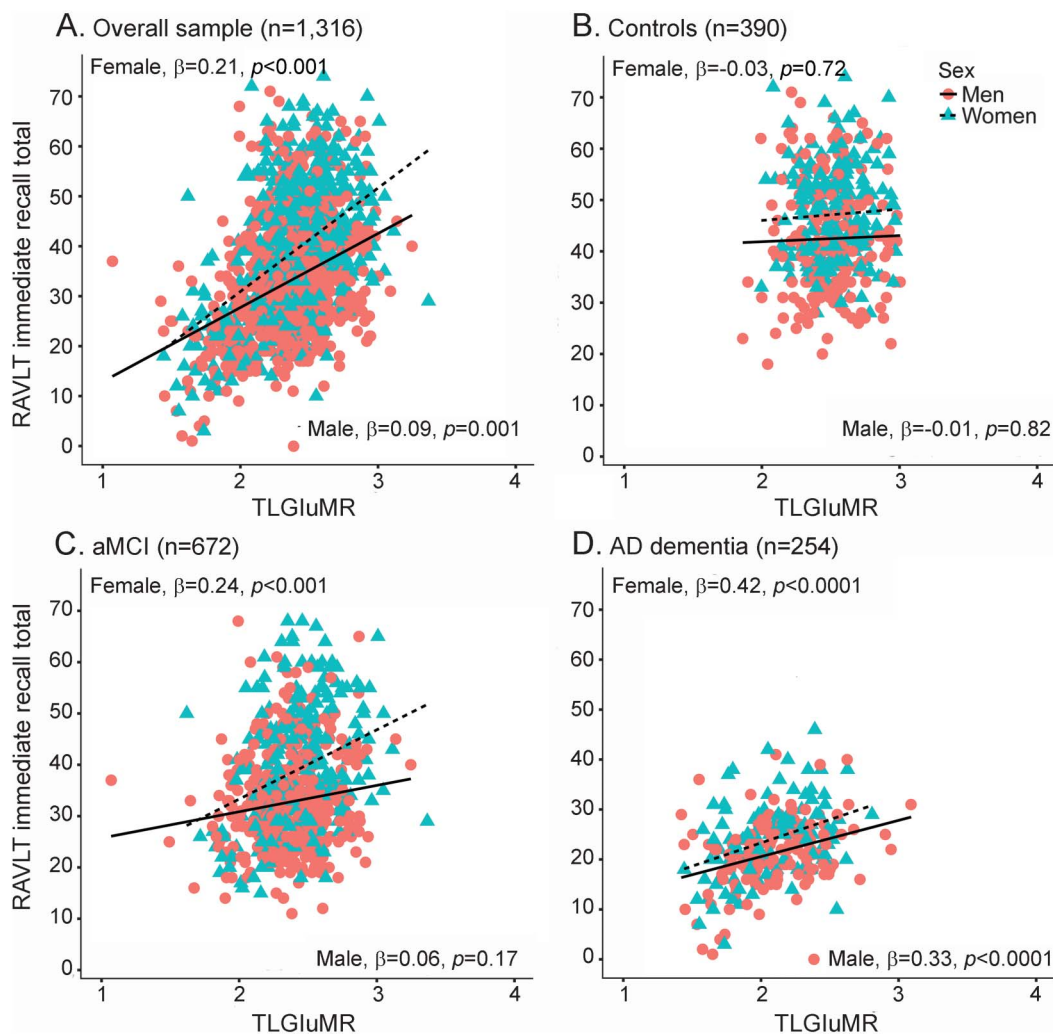 A. Overall sample (n=1,316)
Female, β=0.21, p<0.001
RAVLT immediate recall total
70
60
50
40
30
20
10
0
Male, β=0.09, p=0.001
1 2 3 4
TLGluMR
B. Controls (n=390)
Female, β=-0.03, p=0.72
Sex
Men
Women
70
60
50
40
30
20
10
0
Male, β=-0.01, p=0.82
1 2 3 4
TLGluMR
C. aMCI (n=672)
Female, β=0.24, p<0.001
RAVLT immediate recall total
70
60
50
40
30
20
10
0
Male, β=0.06, p=0.17
1 2 3 4
TLGluMR
D. AD dementia (n=254)
Female, β=0.42, p<0.0001
70
60
50
40
30
20
10
0
Male, β=0.33, p<0.0001
1 2 3 4
TLGluMR